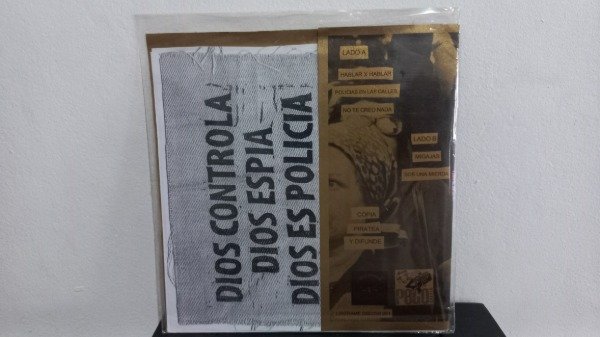 DIOS CONTROLA
DIOS ESPIA
DIOS ES POLICIA
LADO A
HABLAR X HABLAR
POLICIAS EN LAS CALLES
NO TE CREO NADA
LADO B
MIGAJAS
SOS UNA MIERDA
COPIA
PIRATEA
Y DIFUNDE